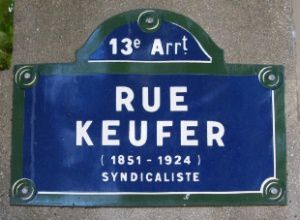 13e Arrt
RUE
KEUFER
(1851 - 1924)
SYNDICALISTE